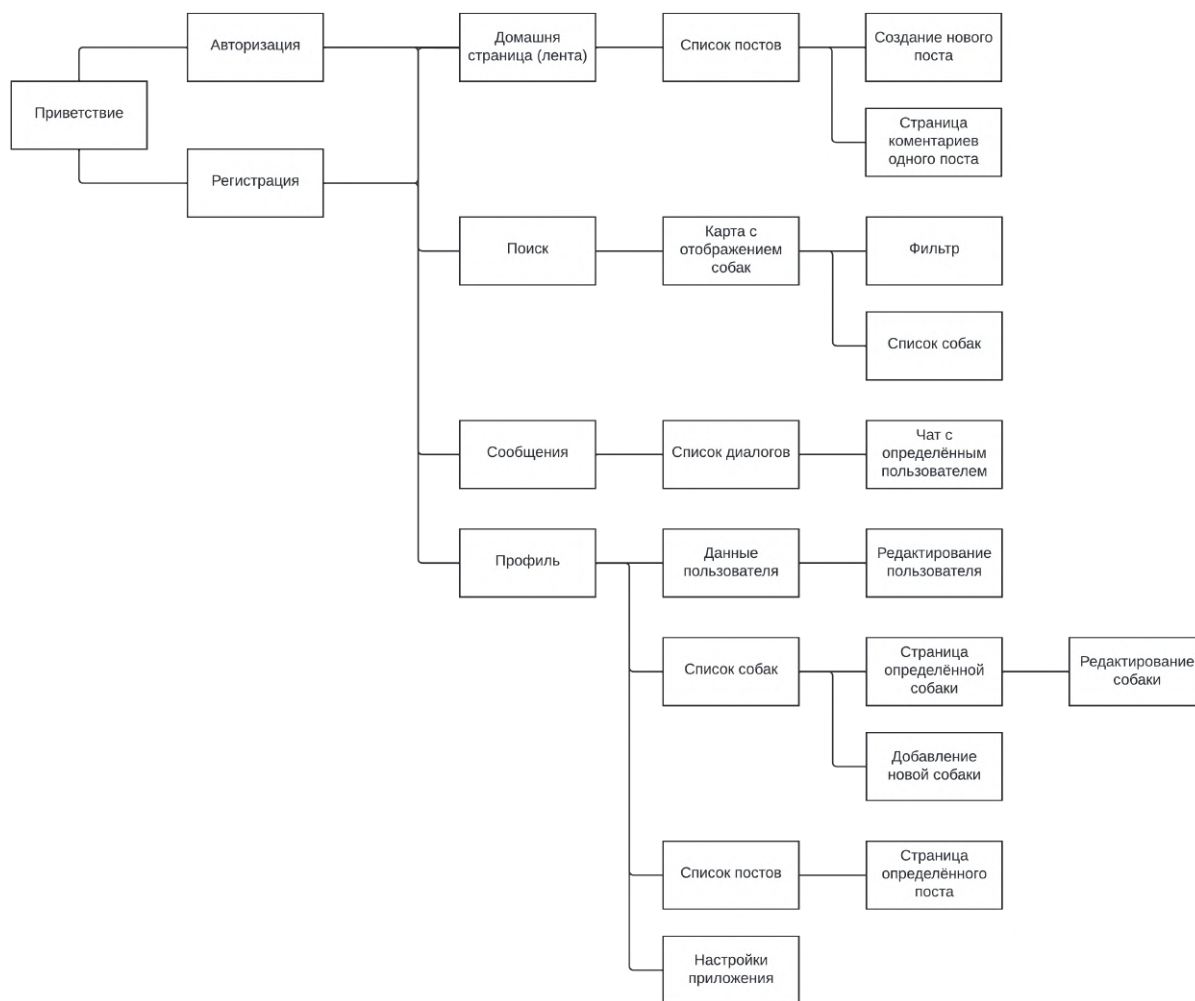 Приветствие
Авторизация
Регистрация
Домашня
страница (лента)
Список постов
Создание нового
поста
Страница
коментариев
одного поста
Поиск
Карта с
отображением
собак
Фильтр
Список собак
Сообщения
Список диалогов
Чат с
определённым
пользователем
Профиль
Данные
пользователя
Редактирование
пользователя
Список собак
Страница
определённой
собаки
Редактирование
собаки
Добавление
новой собаки
Список постов
Страница
определённого
поста
Настройки
приложения